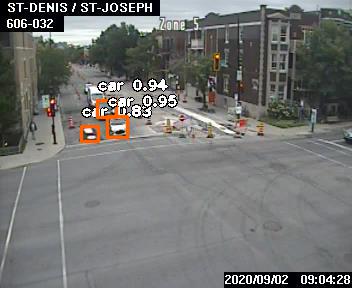 ST-DENIS / ST-JOSEPH
606-032
Zone 5
car 0.94
car 0.95
car 0.83
2020/09/02 09:04:28